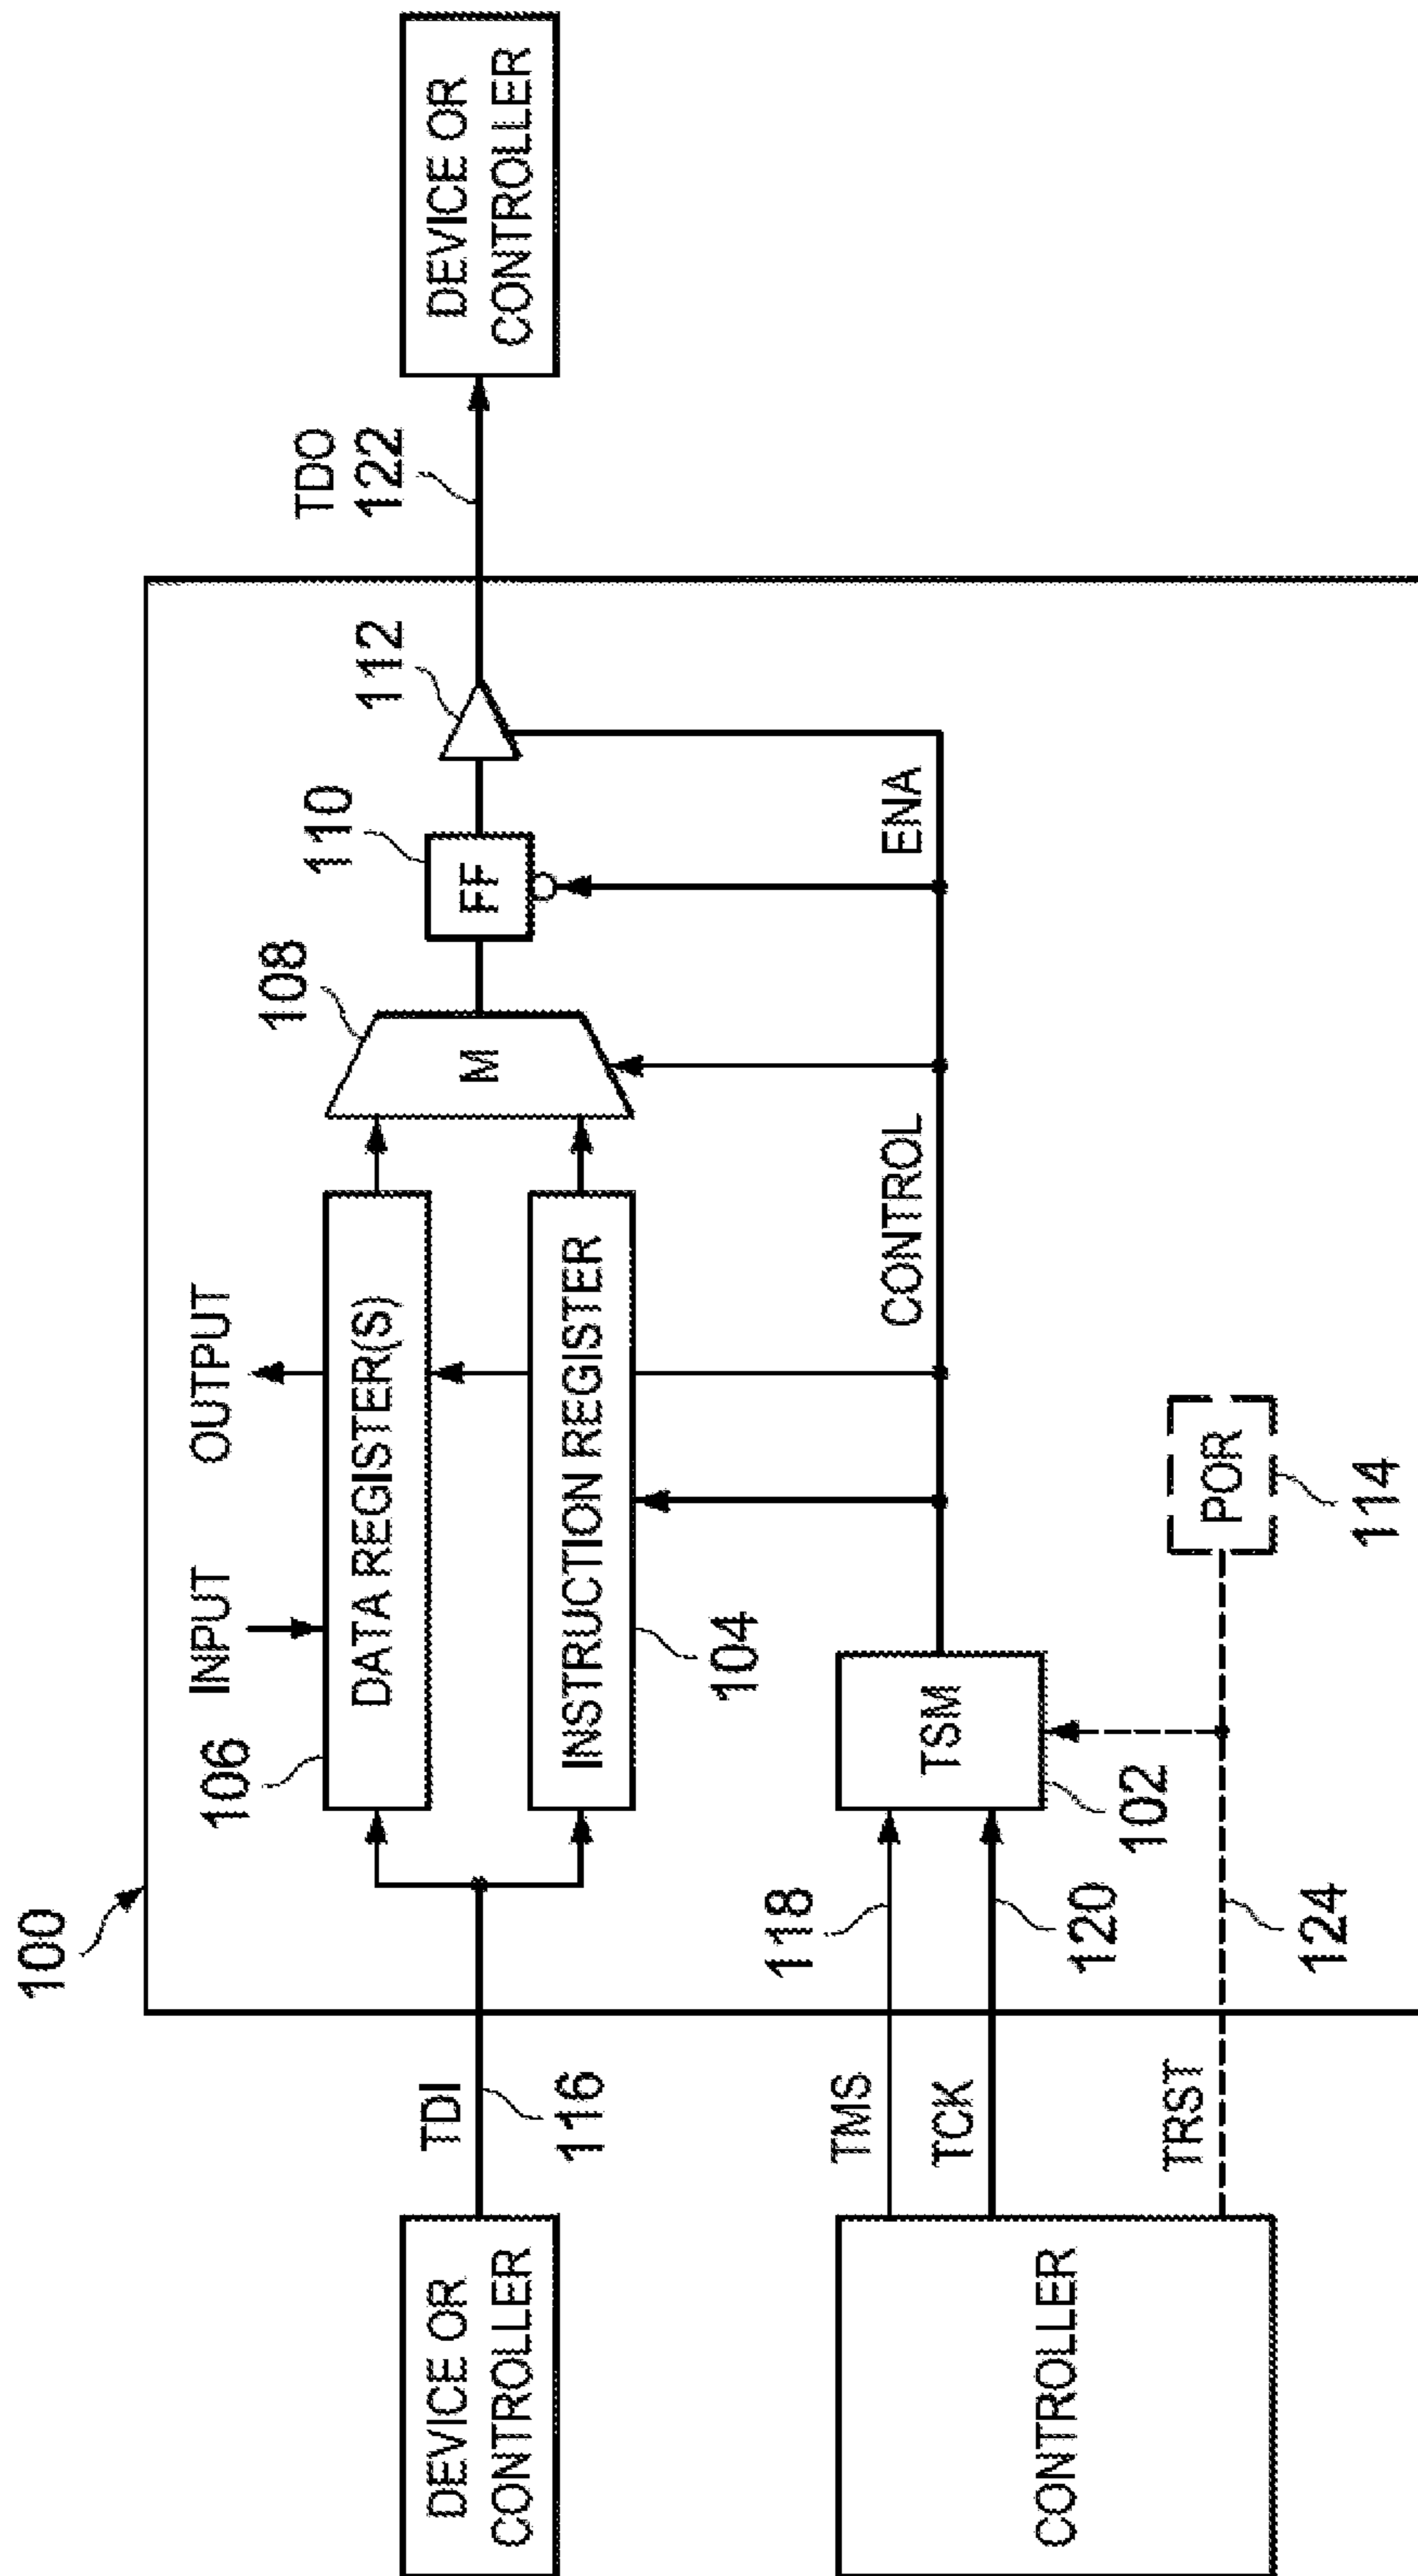 100
DEVICE OR
CONTROLLER
TDI
116
106
INPUT
OUTPUT
DATA REGISTER(S)
INSTRUCTION REGISTER
104
108
M
110
FF
112
TDO
122
DEVICE OR
CONTROLLER
CONTROLLER
TMS
118
TCK
120
TSM
102
CONTROL
ENA
TRST
124
POR
114